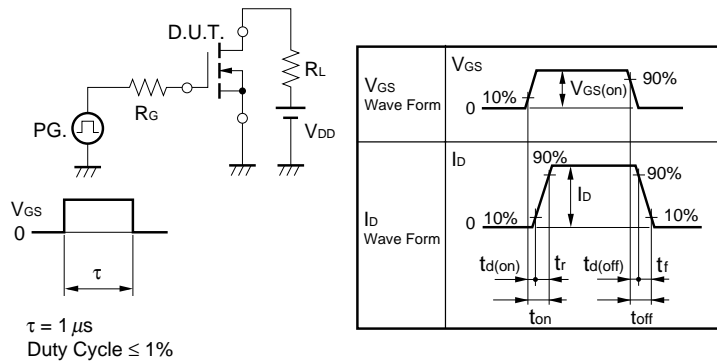 D.U.T.
RL
RG
PG.
VDD
VGS
0
τ
τ = 1 μs
Duty Cycle ≤ 1%
VGS
Wave Form
VGS
10%
0
VGS(on)
90%
ID
Wave Form
ID
90%
90%
0 10%
ID
10%
td(on) tr td(off) tf
ton toff